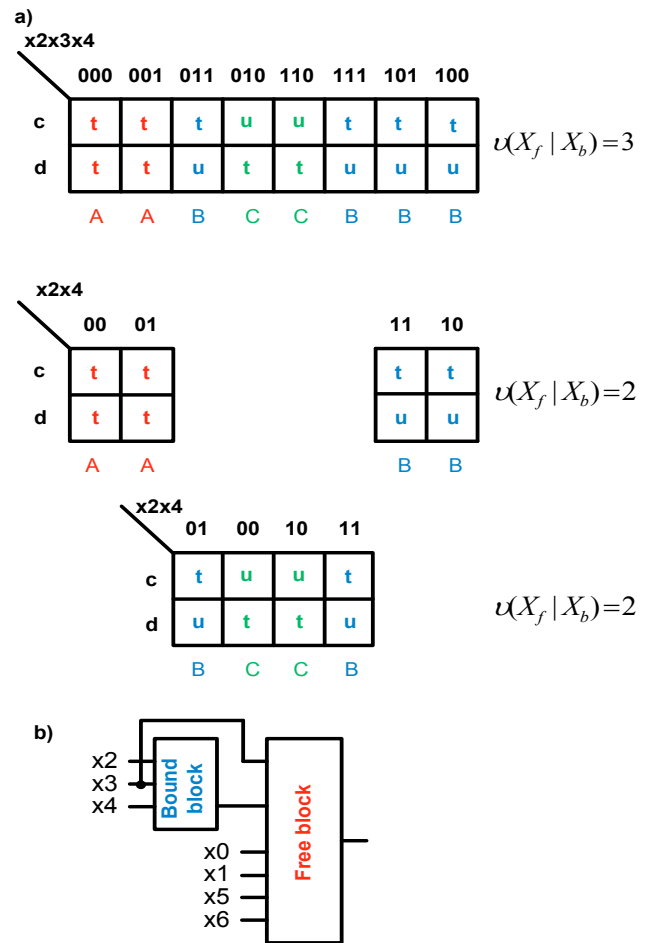 a)
x2x3x4
000 001 011 010 110 111 101 100
c t t t u u t t t
d t t u t t u u u
υ(X_f | X_b)=3
A A B C C B B B
x2x4
00 01 11 10
c t t t t
d t t u u
υ(X_f | X_b)=2
A A B B
x2x4
01 00 10 11
c t u u t
d u t t u
υ(X_f | X_b)=2
B C C B
b)
x2
x3
x4
Bound
block
Free block
x0
x1
x5
x6